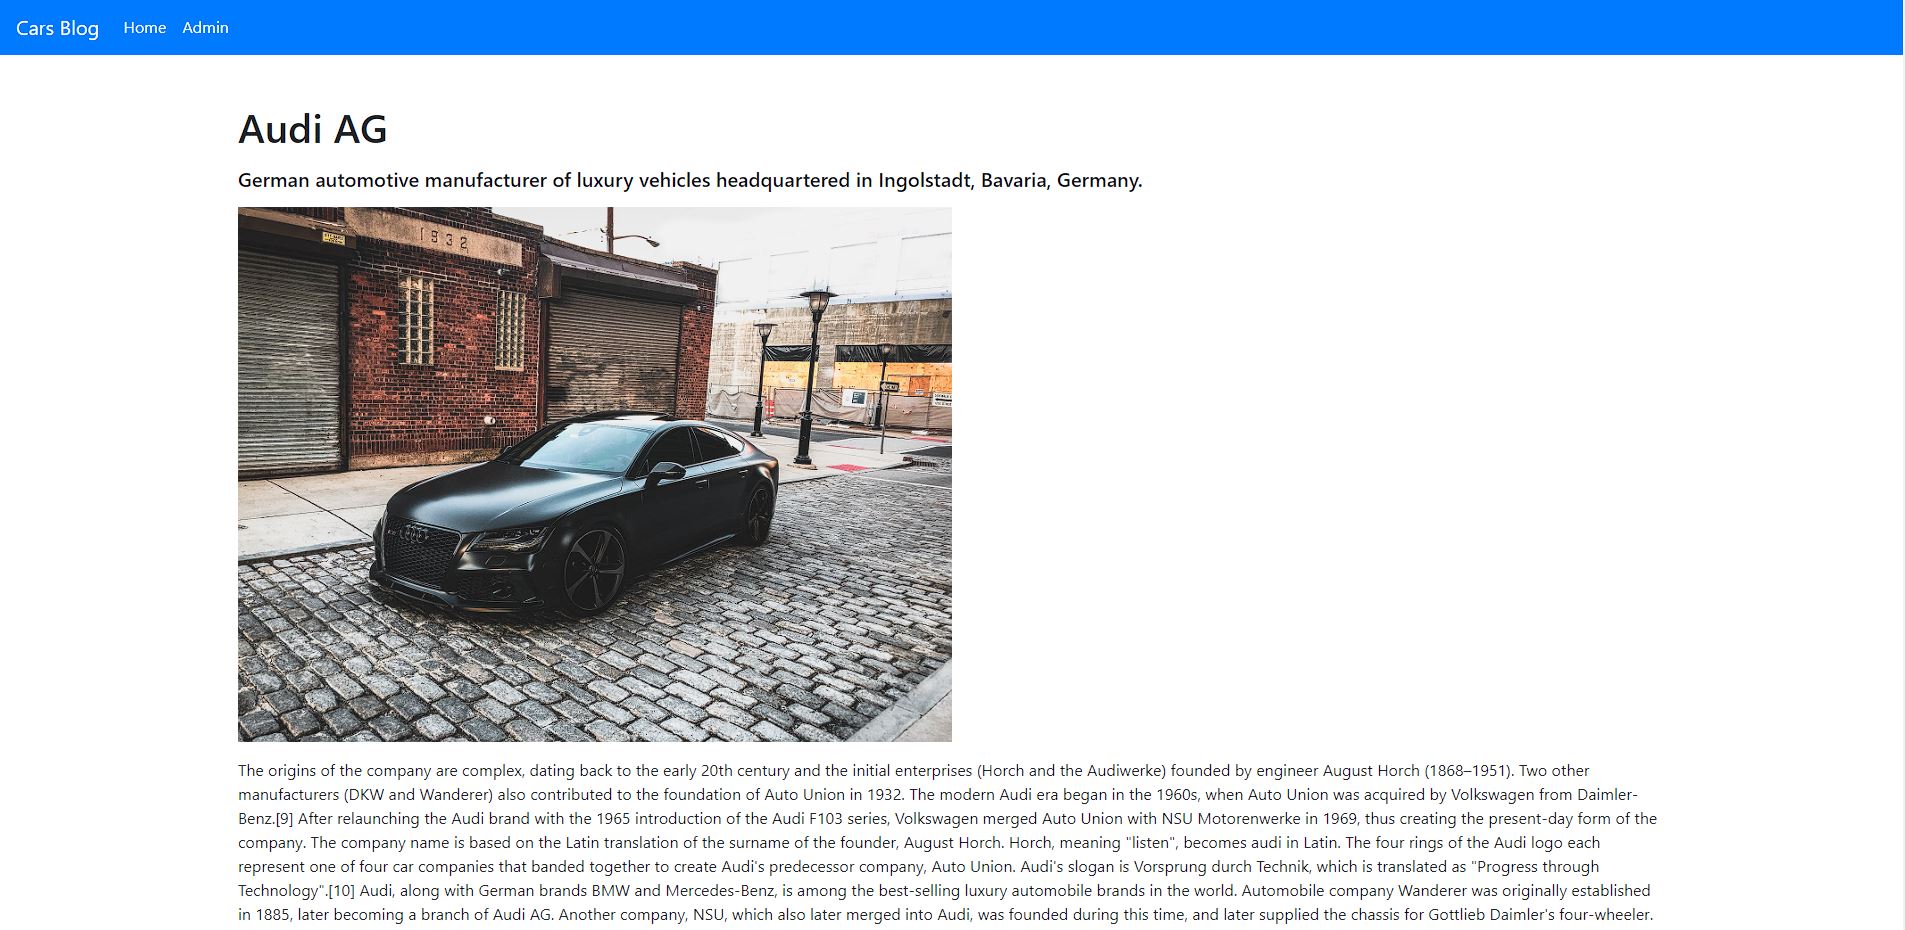 Cars Blog Home Admin
Audi AG
German automotive manufacturer of luxury vehicles headquartered in Ingolstadt, Bavaria, Germany.
1932
The origins of the company are complex, dating back to the early 20th century and the initial enterprises (Horch and the Audiwerke) founded by engineer August Horch (1868–1951). Two other
manufacturers (DKW and Wanderer) also contributed to the foundation of Auto Union in 1932. The modern Audi era began in the 1960s, when Auto Union was acquired by Volkswagen from Daimler-
Benz.[9] After relaunching the Audi brand with the 1965 introduction of the Audi F103 series, Volkswagen merged Auto Union with NSU Motorenwerke in 1969, thus creating the present-day form of the
company. The company name is based on the Latin translation of the surname of the founder, August Horch. Horch, meaning "listen", becomes audi in Latin. The four rings of the Audi logo each
represent one of four car companies that banded together to create Audi's predecessor company, Auto Union. Audi's slogan is Vorsprung durch Technik, which is translated as "Progress through
Technology".[10] Audi, along with German brands BMW and Mercedes-Benz, is among the best-selling luxury automobile brands in the world. Automobile company Wanderer was originally established
in 1885, later becoming a branch of Audi AG. Another company, NSU, which also later merged into Audi, was founded during this time, and later supplied the chassis for Gottlieb Daimler's four-wheeler.